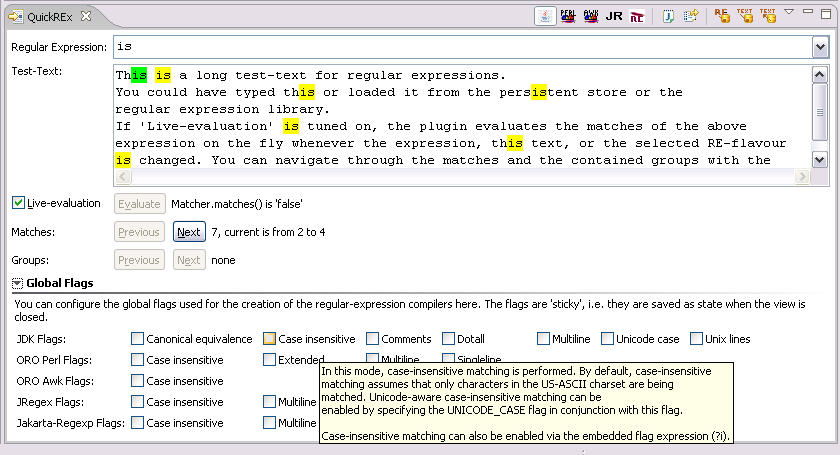 QuickREx
PERL AWK JR RE J RE TEXT TEXT
Regular Expression: is
Test-Text:
This is a long test-text for regular expressions.
You could have typed this or loaded it from the persistent store or the
regular expression library.
If 'Live-evaluation' is tuned on, the plugin evaluates the matches of the above
expression on the fly whenever the expression, this text, or the selected RE-flavour
is changed. You can navigate through the matches and the contained groups with the
Live-evaluation Evaluate Matcher.matches() is 'false'
Matches: Previous Next 7, current is from 2 to 4
Groups: Previous Next none
Global Flags
You can configure the global flags used for the creation of the regular-expression compilers here. The flags are 'sticky', i.e. they are saved as state when the view is
closed.
JDK Flags: Canonical equivalence Case insensitive Comments Dotall Multiline Unicode case Unix lines
ORO Perl Flags: Case insensitive Extended Multiline Singleline
ORO Awk Flags: Case insensitive
JRegex Flags: Case insensitive Multiline
Jakarta-Regexp Flags: Case insensitive Multiline
In this mode, case-insensitive matching is performed. By default, case-insensitive
matching assumes that only characters in the US-ASCII charset are being
matched. Unicode-aware case-insensitive matching can be
enabled by specifying the UNICODE_CASE flag in conjunction with this flag.
Case-insensitive matching can also be enabled via the embedded flag expression (?i).